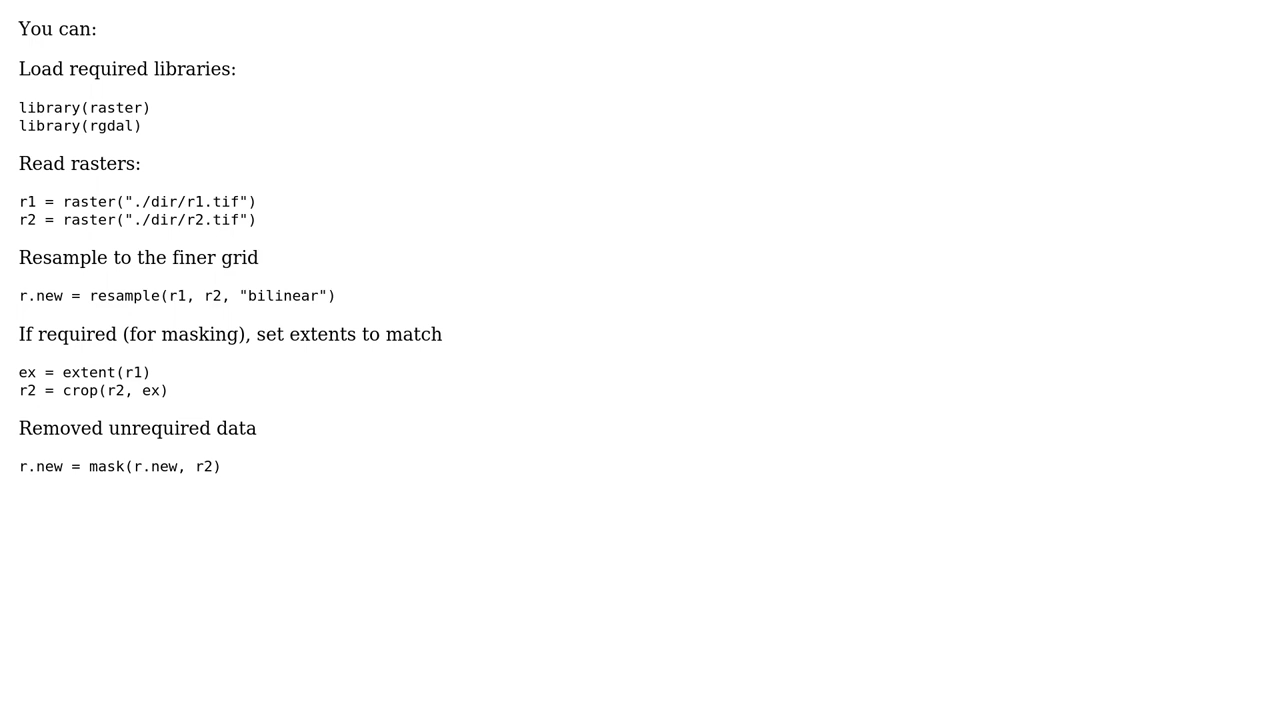 You can:
Load required libraries:
library(raster)
library(rgdal)
Read rasters:
r1 = raster("./dir/r1.tif")
r2 = raster("./dir/r2.tif")
Resample to the finer grid
r.new = resample(r1, r2, "bilinear")
If required (for masking), set extents to match
ex = extent(r1)
r2 = crop(r2, ex)
Removed unrequired data
r.new = mask(r.new, r2)